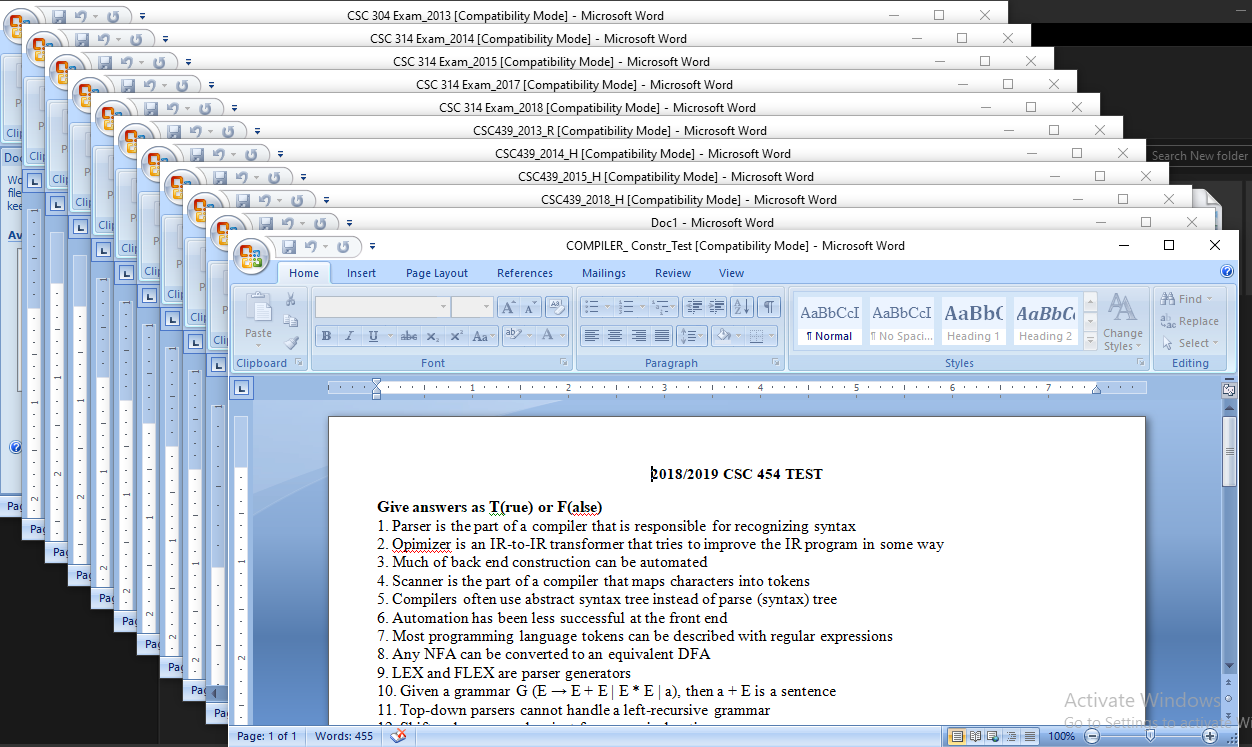 CSC 304 Exam_2013 [Compatibility Mode] - Microsoft Word
CSC 314 Exam_2014 [Compatibility Mode] - Microsoft Word
CSC 314 Exam_2015 [Compatibility Mode] - Microsoft Word
CSC 314 Exam_2017 [Compatibility Mode] - Microsoft Word
CSC 314 Exam_2018 [Compatibility Mode] - Microsoft Word
CSC439_2013_R [Compatibility Mode] - Microsoft Word
CSC439_2014_H [Compatibility Mode] - Microsoft Word
Search New folder
CSC439_2015_H [Compatibility Mode] - Microsoft Word
CSC439_2018_H [Compatibility Mode] - Microsoft Word
Doc1 - Microsoft Word
COMPILER_ Constr_Test [Compatibility Mode] - Microsoft Word
Home Insert Page Layout References Mailings Review View
Paste
AaBbCcI AaBbCcI AaBbC AaBbC
¶ Normal ¶ No Spaci... Heading 1 Heading 2
Change Styles
Find
Replace
Select
Clipboard Font Paragraph Styles Editing
1 2 3 4 5 6 7
2018/2019 CSC 454 TEST
Give answers as T(rue) or F(alse)
1. Parser is the part of a compiler that is responsible for recognizing syntax
2. Opimizer is an IR-to-IR transformer that tries to improve the IR program in some way
3. Much of back end construction can be automated
4. Scanner is the part of a compiler that maps characters into tokens
5. Compilers often use abstract syntax tree instead of parse (syntax) tree
6. Automation has been less successful at the front end
7. Most programming language tokens can be described with regular expressions
8. Any NFA can be converted to an equivalent DFA
9. LEX and FLEX are parser generators
10. Given a grammar G (E → E + E | E * E | a), then a + E is a sentence
11. Top-down parsers cannot handle a left-recursive grammar
Activate Windows
Go to Settings to activate Wi
Page: 1 of 1 Words: 455 100%